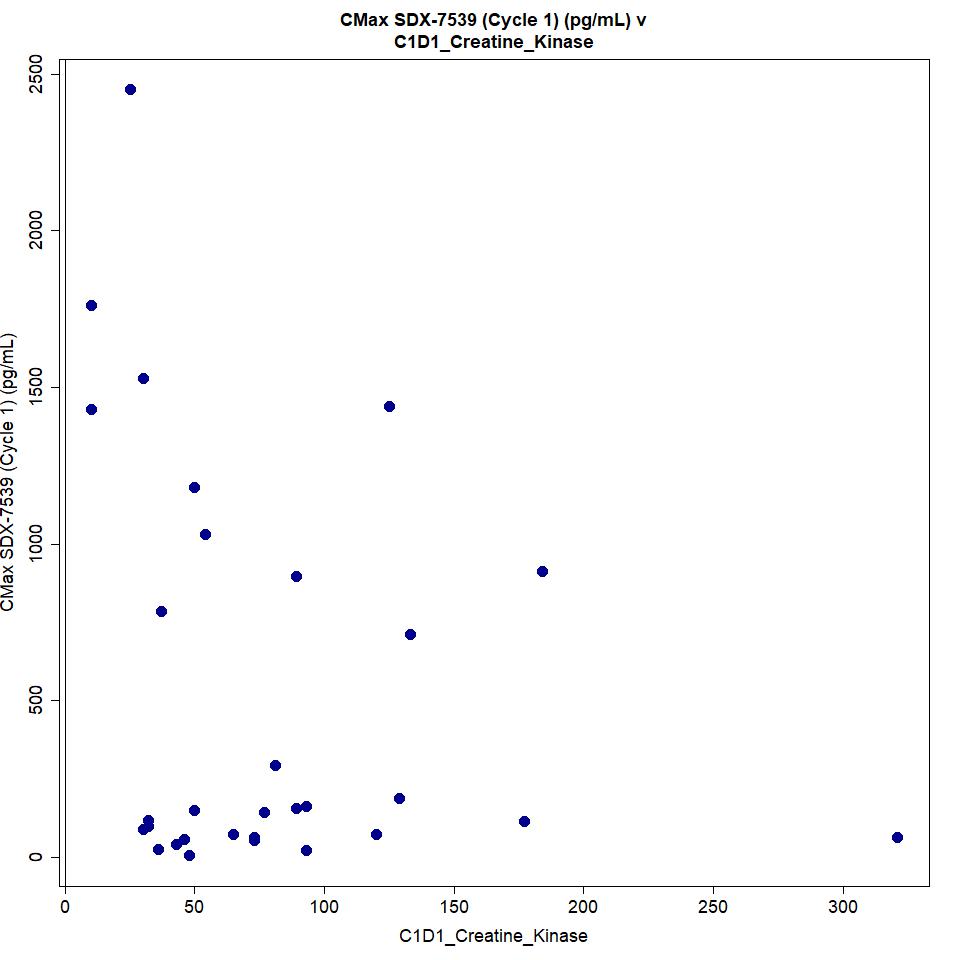 CMax SDX-7539 (Cycle 1) (pg/mL) v
C1D1_Creatine_Kinase
CMax SDX-7539 (Cycle 1) (pg/mL)
2500
2000
1500
1000
500
0
0 50 100 150 200 250 300
C1D1_Creatine_Kinase